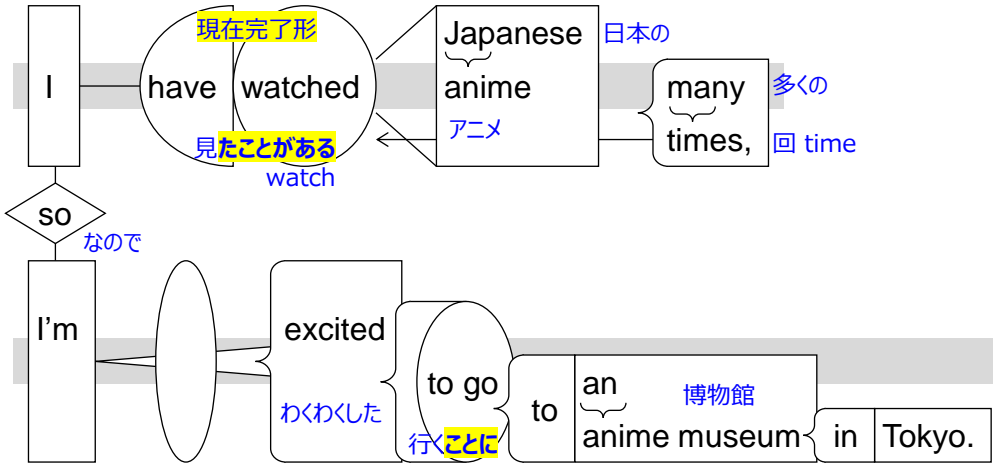 現在完了形
I have watched
Japanese 日本の
anime
アニメ
many 多くの
times, 回 time
見たことがある
watch
so
なので
I'm excited
わくわくした
to go
行くことに
to
an
anime museum
博物館
in Tokyo.